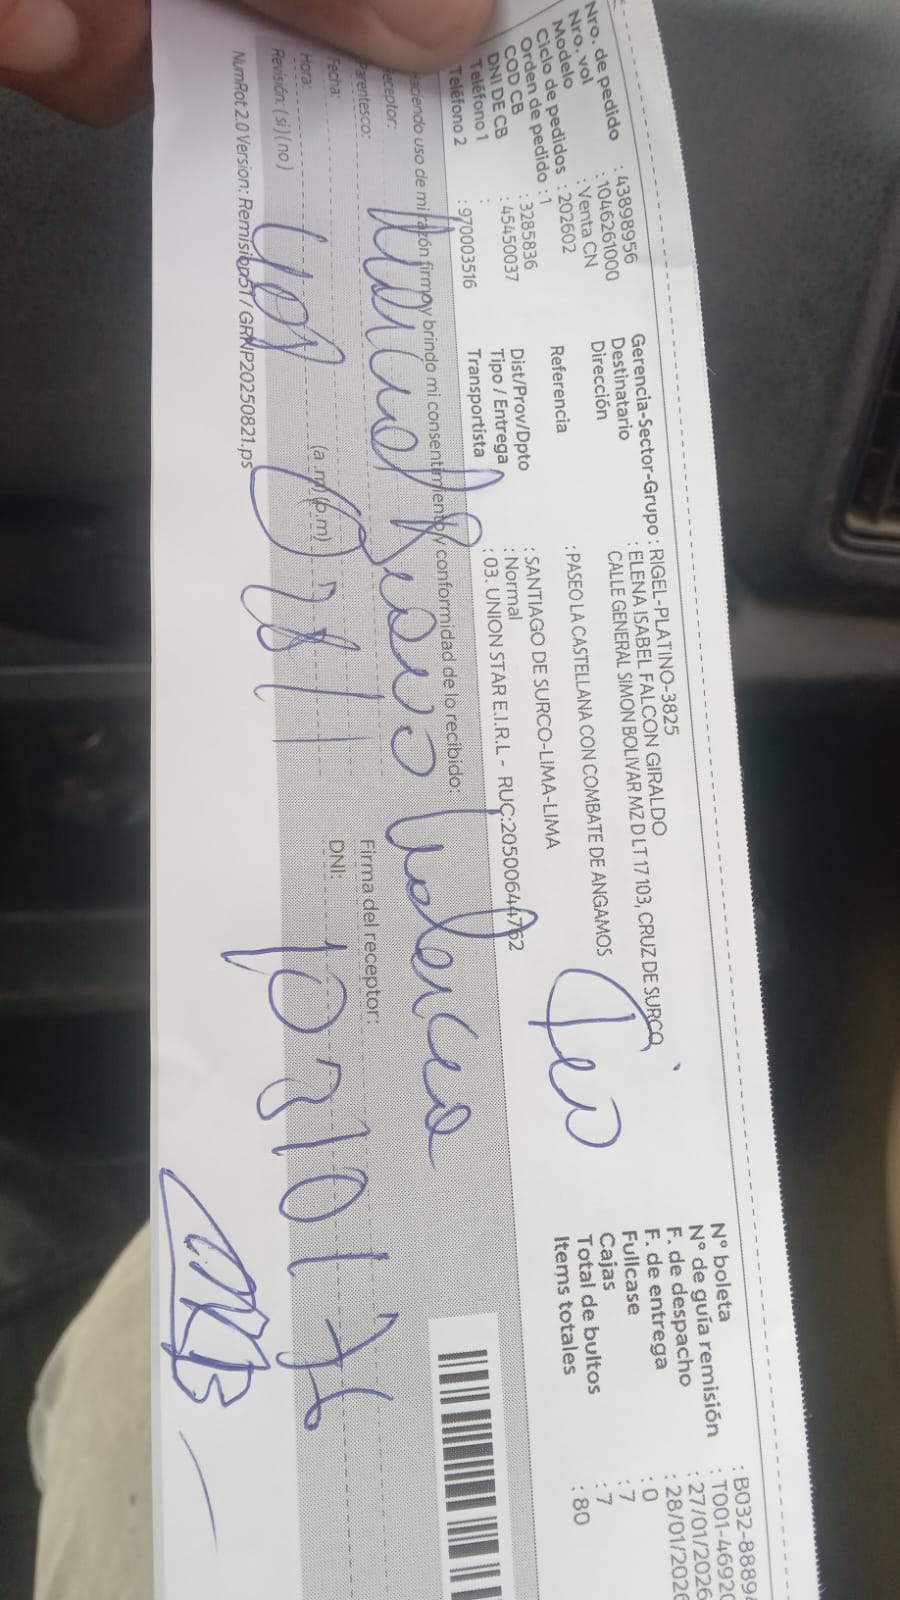 Nro. de pedido : 43898956
Nro. vol : 1046261000
Modelo : Venta CN
Ciclo de pedidos : 202602
Orden de pedido : 1
COD CB : 3285836
DNI DE CB : 45450037
Teléfono 1 :
Teléfono 2 : 970003516
Gerencia-Sector-Grupo : RIGEL-PLATINO-3825
Destinatario : ELENA ISABEL FALCON GIRALDO
Dirección CALLE GENERAL SIMON BOLIVAR MZ D LT 17 103, CRUZ DE SURCO,
Referencia : PASEO LA CASTELLANA CON COMBATE DE ANGAMOS
Dist/Prov/Dpto : SANTIAGO DE SURCO-LIMA-LIMA
Tipo / Entrega : Normal
Transportista : 03. UNION STAR E.I.R.L - RUC:20500644762
N° boleta : B032-8889
N° de guía remisión : T001-4692
F. de despacho : 27/01/2026
F. de entrega : 28/01/2026
Fullcase : 0
Cajas : 7
Total de bultos : 7
Items totales : 80
Tio
haciendo uso de mi razón firmo y brindo mi consentimiento y conformidad de lo recibido:
Receptor:
Parentesco:
Firma del receptor:
Fecha:
DNI:
Hora: (a.m) (p.m)
Revisión: ( si ) ( no )
NumRot 2.0 Version: Remision51 / GRNP20250821.ps